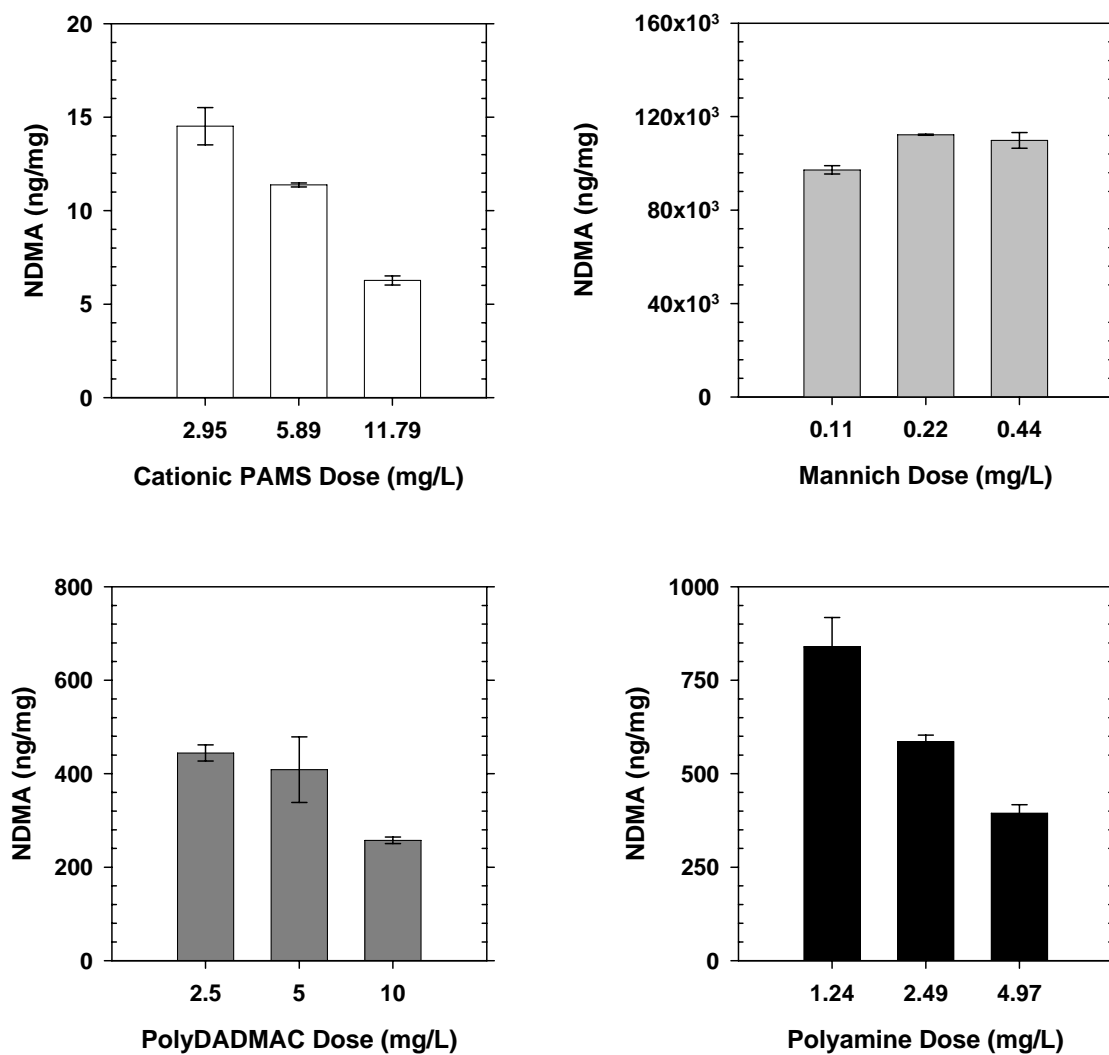 NDMA (ng/mg)
20
15
10
5
0
2.95 5.89 11.79
Cationic PAMS Dose (mg/L)
NDMA (ng/mg)
160x10³
120x10³
80x10³
40x10³
0
0.11 0.22 0.44
Mannich Dose (mg/L)
NDMA (ng/mg)
800
600
400
200
0
2.5 5 10
PolyDADMAC Dose (mg/L)
NDMA (ng/mg)
1000
750
500
250
0
1.24 2.49 4.97
Polyamine Dose (mg/L)